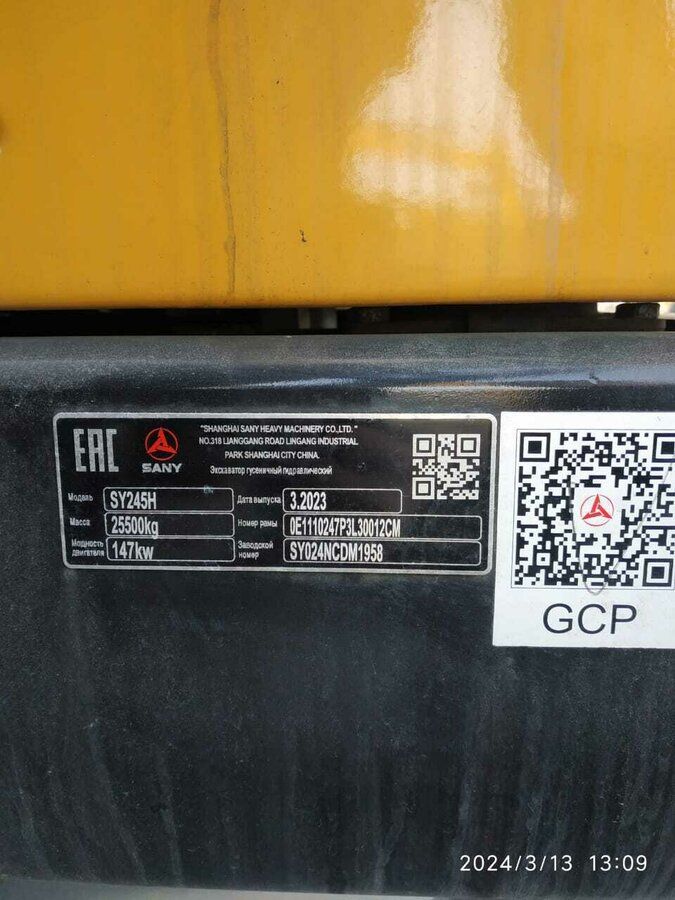 EAC
SANY
"SHANGHAI SANY HEAVY MACHINERY CO.,LTD. "
NO.318 LIANGGANG ROAD LINGANG INDUSTRIAL
PARK SHANGHAI CITY CHINA.
Экскаватор гусеничный гидравлический
Модель SY245H Дата выпуска 3.2023
Масса 25500kg Номер рамы 0E1110247P3L30012CM
Мощность двигателя 147kw Заводской номер SY024NCDM1958
GCP
2024/3/13 13:09